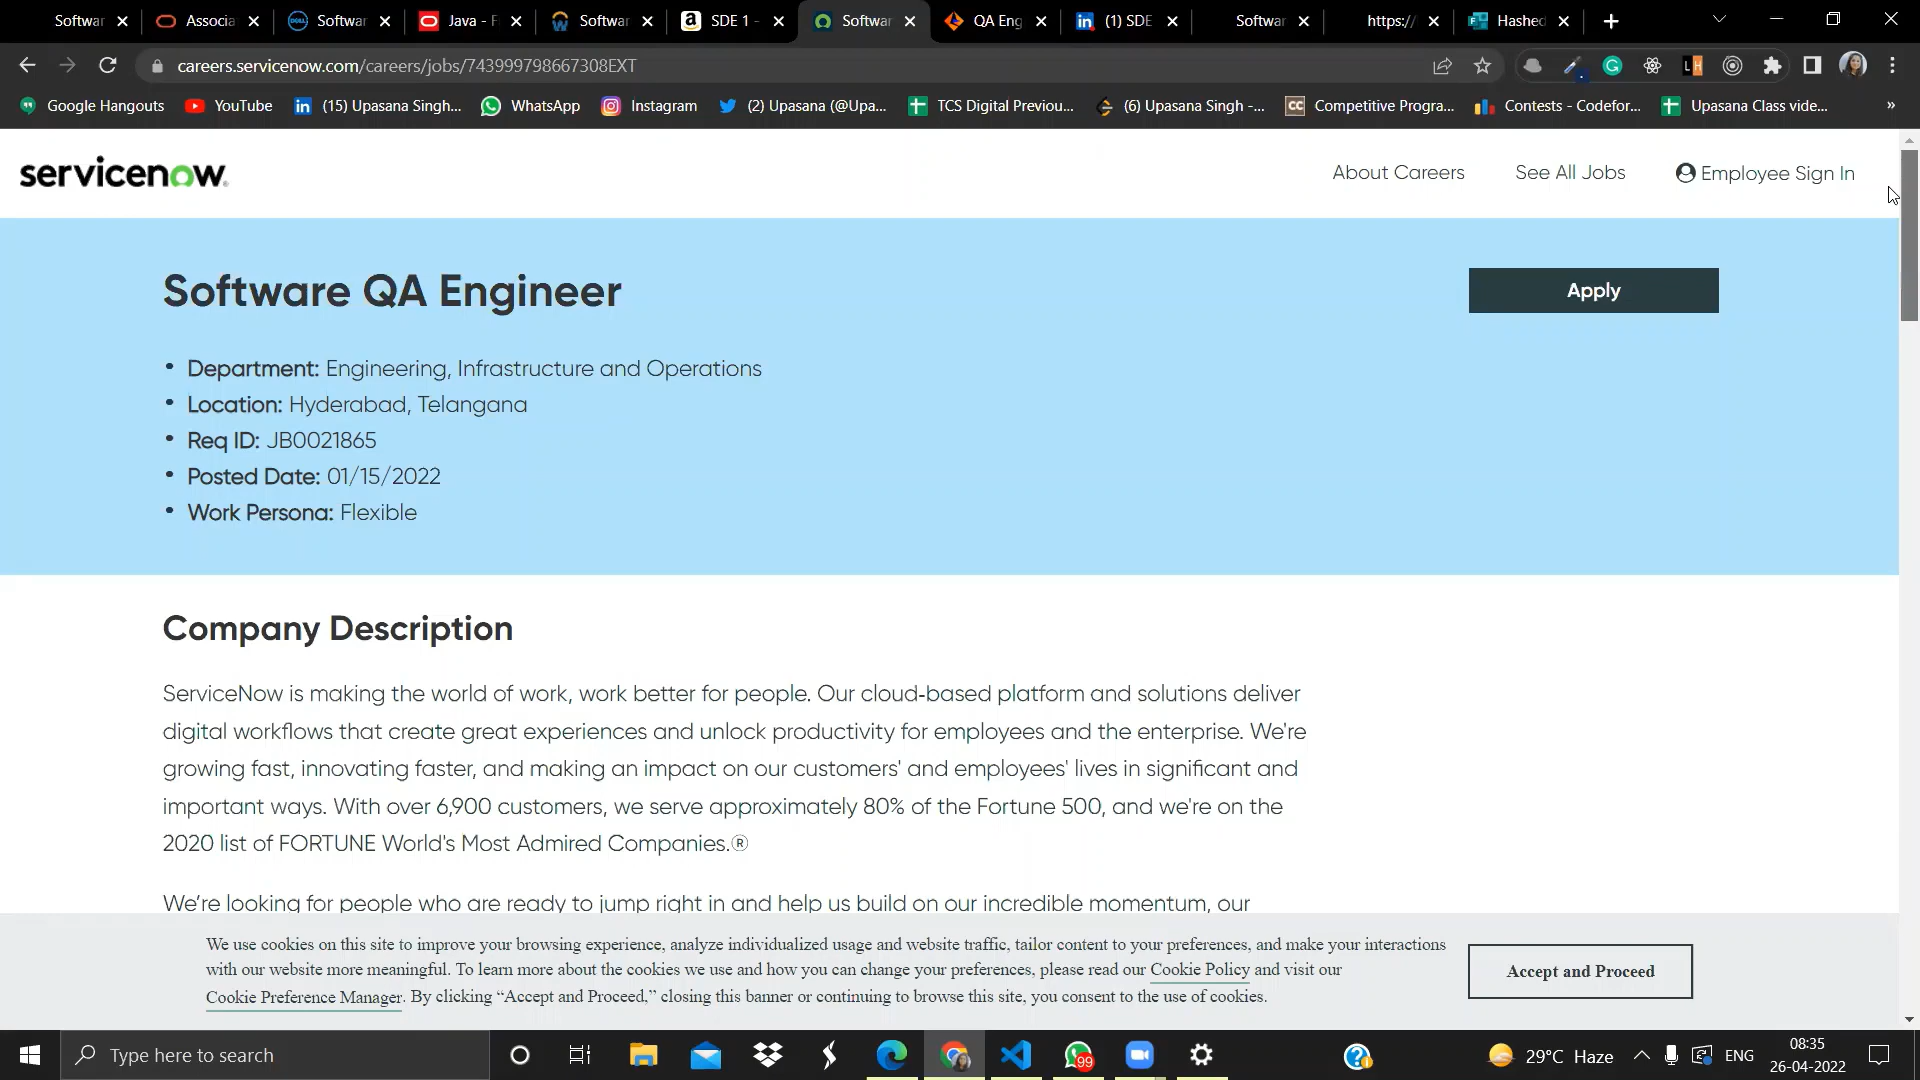 Softwar
Associa
Softwar
Java - F
Softwar
SDE 1 -
Softwar
QA Eng
(1) SDE
Softwar
https://
Hashed
careers.servicenow.com/careers/jobs/743999798667308EXT
Google Hangouts
YouTube
(15) Upasana Singh...
WhatsApp
Instagram
(2) Upasana (@Upa...
TCS Digital Previou...
(6) Upasana Singh -...
CC
Competitive Progra...
Contests - Codefor...
Upasana Class vide...
»
servicenow
About Careers
See All Jobs
Employee Sign In
Software QA Engineer
Apply
• Department: Engineering, Infrastructure and Operations
• Location: Hyderabad, Telangana
• Req ID: JB0021865
• Posted Date: 01/15/2022
• Work Persona: Flexible
Company Description
ServiceNow is making the world of work, work better for people. Our cloud-based platform and solutions deliver
digital workflows that create great experiences and unlock productivity for employees and the enterprise. We're
growing fast, innovating faster, and making an impact on our customers' and employees' lives in significant and
important ways. With over 6,900 customers, we serve approximately 80% of the Fortune 500, and we're on the
2020 list of FORTUNE World's Most Admired Companies.®
We’re looking for people who are ready to jump right in and help us build on our incredible momentum, our
We use cookies on this site to improve your browsing experience, analyze individualized usage and website traffic, tailor content to your preferences, and make your interactions
with our website more meaningful. To learn more about the cookies we use and how you can change your preferences, please read our Cookie Policy and visit our
Cookie Preference Manager. By clicking “Accept and Proceed,” closing this banner or continuing to browse this site, you consent to the use of cookies.
Accept and Proceed
Type here to search
99
29°C Haze
ENG
08:35
26-04-2022